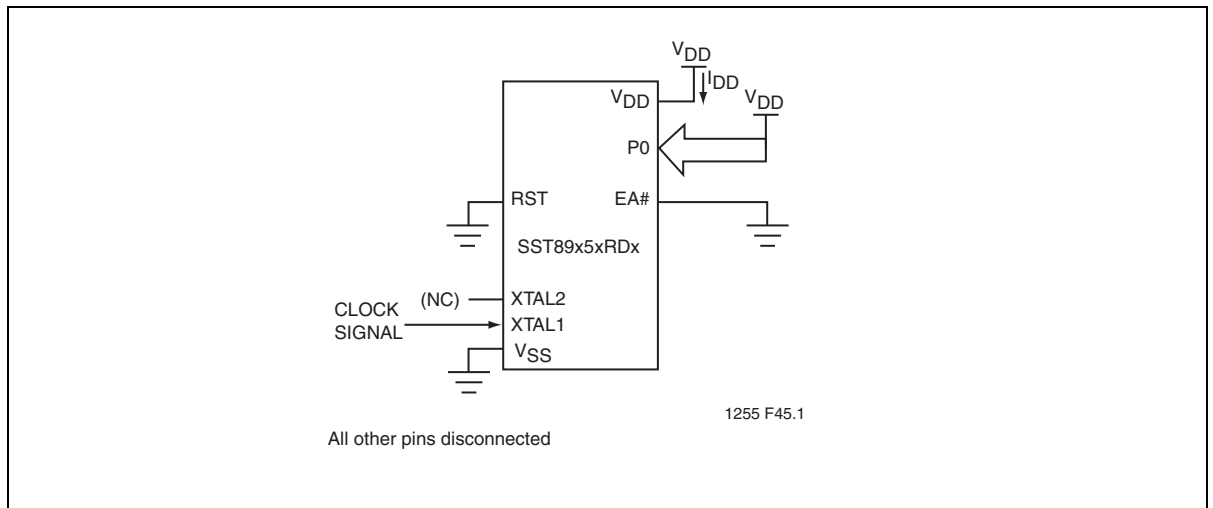 VDD
IDD
VDD
VDD
P0
RST
EA#
SST89x5xRDx
(NC)
XTAL2
CLOCK
SIGNAL
XTAL1
VSS
1255 F45.1
All other pins disconnected